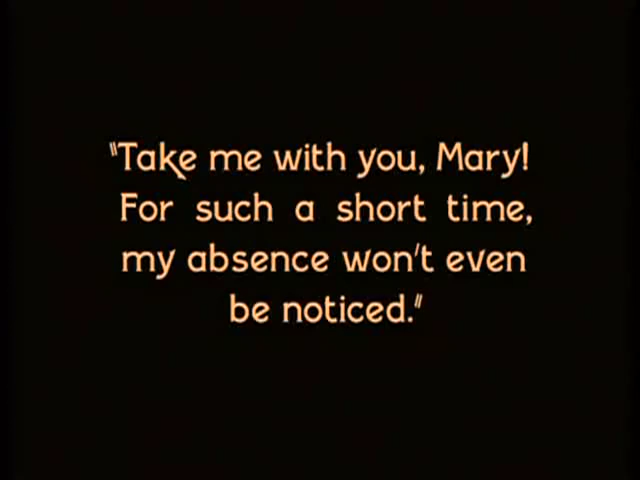 "Take me with you, Mary!
For such a short time,
my absence won't even
be noticed."